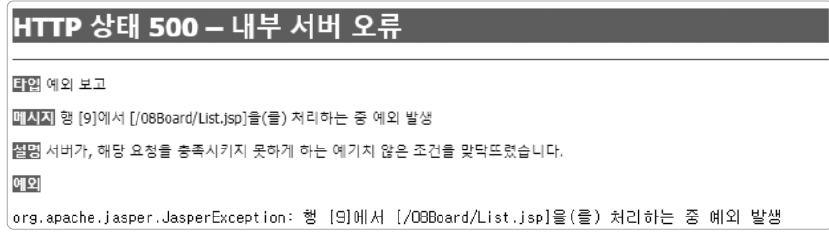 HTTP 상태 500 – 내부 서버 오류
타입 예외 보고
메시지 행 [9]에서 [/08Board/List.jsp]을(를) 처리하는 중 예외 발생
설명 서버가, 해당 요청을 충족시키지 못하게 하는 예기치 않은 조건을 맞닥뜨렸습니다.
예외
org.apache.jasper.JasperException: 행 [9]에서 [/08Board/List.jsp]을(를) 처리하는 중 예외 발생